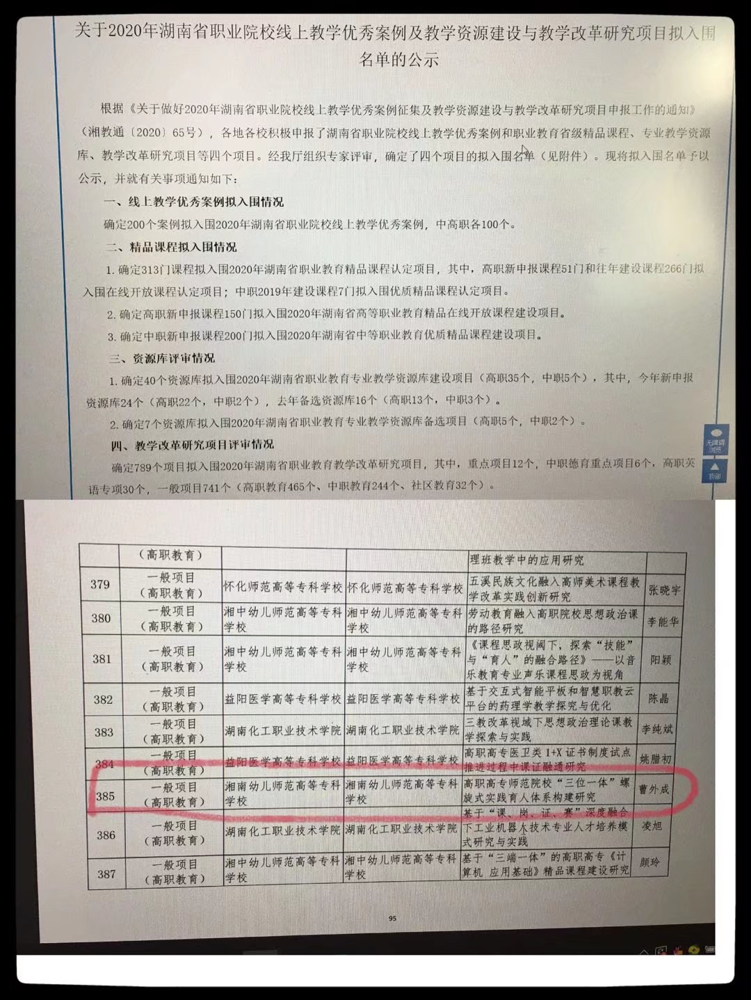 关于2020年湖南省职业院校线上教学优秀案例及教学资源建设与教学改革研究项目拟入围
名单的公示
根据《关于做好2020年湖南省职业院校线上教学优秀案例征集及教学资源建设与教学改革研究项目申报工作的通知》
（湘教通〔2020〕65号），各地各校积极申报了湖南省职业院校线上教学优秀案例和职业教育省级精品课程、专业教学资源
库、教学改革研究项目等四个项目。经我厅组织专家评审，确定了四个项目的拟入围名单（见附件）。现将拟入围名单予以
公示，并就有关事项通知如下：
一、线上教学优秀案例拟入围情况
确定200个案例拟入围2020年湖南省职业院校线上教学优秀案例，中高职各100个。
二、精品课程拟入围情况
1. 确定313门课程拟入围2020年湖南省职业教育精品课程认定项目，其中，高职新申报课程51门和往年建设课程266门拟
入围在线开放课程认定项目；中职2019年建设课程7门拟入围优质精品课程认定项目。
2. 确定高职新申报课程150门拟入围2020年湖南省高等职业教育精品在线开放课程建设项目。
3. 确定中职新申报课程200门拟入围2020年湖南省中等职业教育优质精品课程建设项目。
三、资源库评审情况
1. 确定40个资源库拟入围2020年湖南省职业教育专业教学资源库建设项目（高职35个，中职5个），其中，今年新申报
资源库24个（高职22个，中职2个），去年备选资源库16个（高职13个，中职3个）。
2. 确定7个资源库拟入围2020年湖南省职业教育专业教学资源库备选项目（高职5个，中职2个）。
四、教学改革研究项目评审情况
确定789个项目拟入围2020年湖南省职业教育教学改革研究项目，其中，重点项目12个，中职德育重点项目6个，高职英
语专项30个，一般项目741个（高职教育465个、中职教育244个、社区教育32个）。
无障碍
浏览
顶部
（高职教育） 理班教学中的应用研究
379 一般项目（高职教育） 怀化师范高等专科学校 怀化师范高等专科学校 五溪民族文化融入高师美术课程教
学改革实践创新研究 张晓宇
380 一般项目（高职教育） 湘中幼儿师范高等专科学校 湘中幼儿师范高等专科学校 劳动教育融入高职院校思想政治课
的路径研究 李能华
381 一般项目（高职教育） 湘中幼儿师范高等专科学校 湘中幼儿师范高等专科学校 《课程思政视阈下，探索“技能”
与“育人”的融合路径》——以音
乐教育专业声乐课程思政为视角 阳颖
382 一般项目（高职教育） 益阳医学高等专科学校 益阳医学高等专科学校 基于交互式智能平板和智慧职教云
平台的药理学教学探究与优化 陈晶
383 一般项目（高职教育） 湖南化工职业技术学院 湖南化工职业技术学院 三教改革视域下思想政治理论课教
学探索与实践 李纯斌
384 一般项目（高职教育） 益阳医学高等专科学校 益阳医学高等专科学校 高职高专医卫类1+X证书制度试点
推进过程中课证融通研究 姚腊初
385 一般项目（高职教育） 湘南幼儿师范高等专科学校 湘南幼儿师范高等专科学校 高职高专师范院校“三位一体”螺
旋式实践育人体系构建研究 曹外成
386 一般项目（高职教育） 湖南化工职业技术学院 湖南化工职业技术学院 基于“课、岗、证、赛”深度融合
下工业机器人技术专业人才培养模
式研究与实践 凌旭
387 一般项目（高职教育） 湘中幼儿师范高等专科学校 湘中幼儿师范高等专科学校 基于“三端一体”的高职高专《计
算机 应用基础》精品课程建设研究 颜玲
95